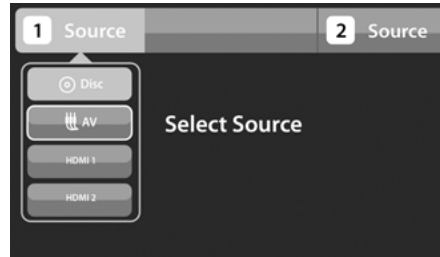 1 Source 2 Source
Disc
AV
Select Source
HDMI 1
HDMI 2